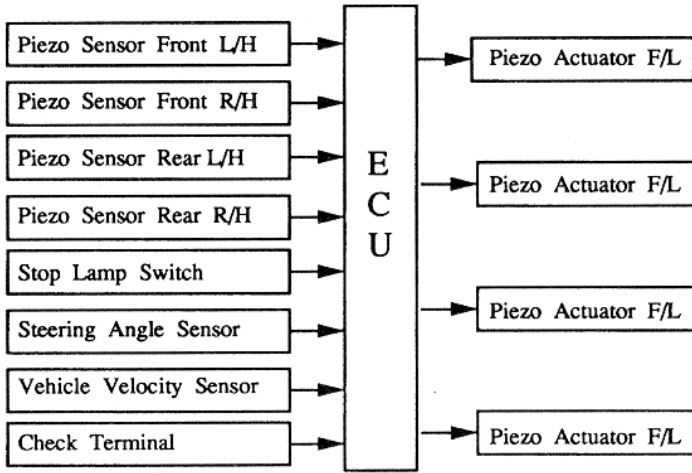 Piezo Sensor Front L/H
Piezo Sensor Front R/H
Piezo Sensor Rear L/H
Piezo Sensor Rear R/H
Stop Lamp Switch
Steering Angle Sensor
Vehicle Velocity Sensor
Check Terminal
E
C
U
Piezo Actuator F/L
Piezo Actuator F/L
Piezo Actuator F/L
Piezo Actuator F/L